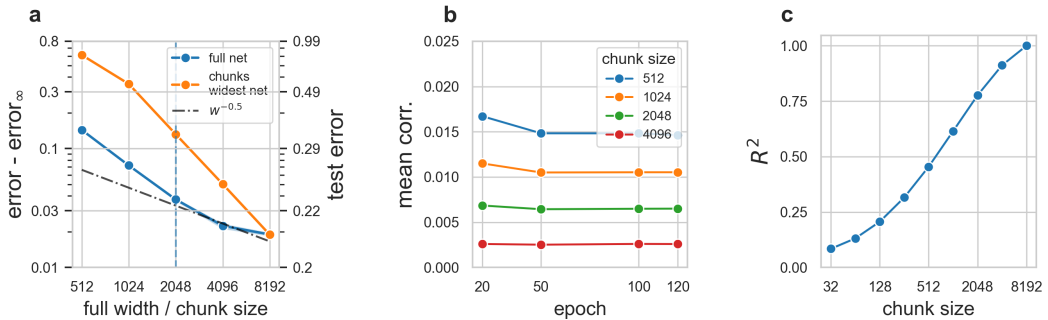 a
error - error∞
0.8
0.3
0.1
0.03
0.01
full net
chunks
widest net
w^−0.5
0.99
0.49
0.29
0.22
0.2
test error
512
1024
2048
4096
8192
full width / chunk size
b
mean corr.
0.025
0.020
0.015
0.010
0.005
0.000
chunk size
512
1024
2048
4096
20
50
100
120
epoch
c
R²
1.00
0.75
0.50
0.25
0.00
32
128
512
2048
8192
chunk size